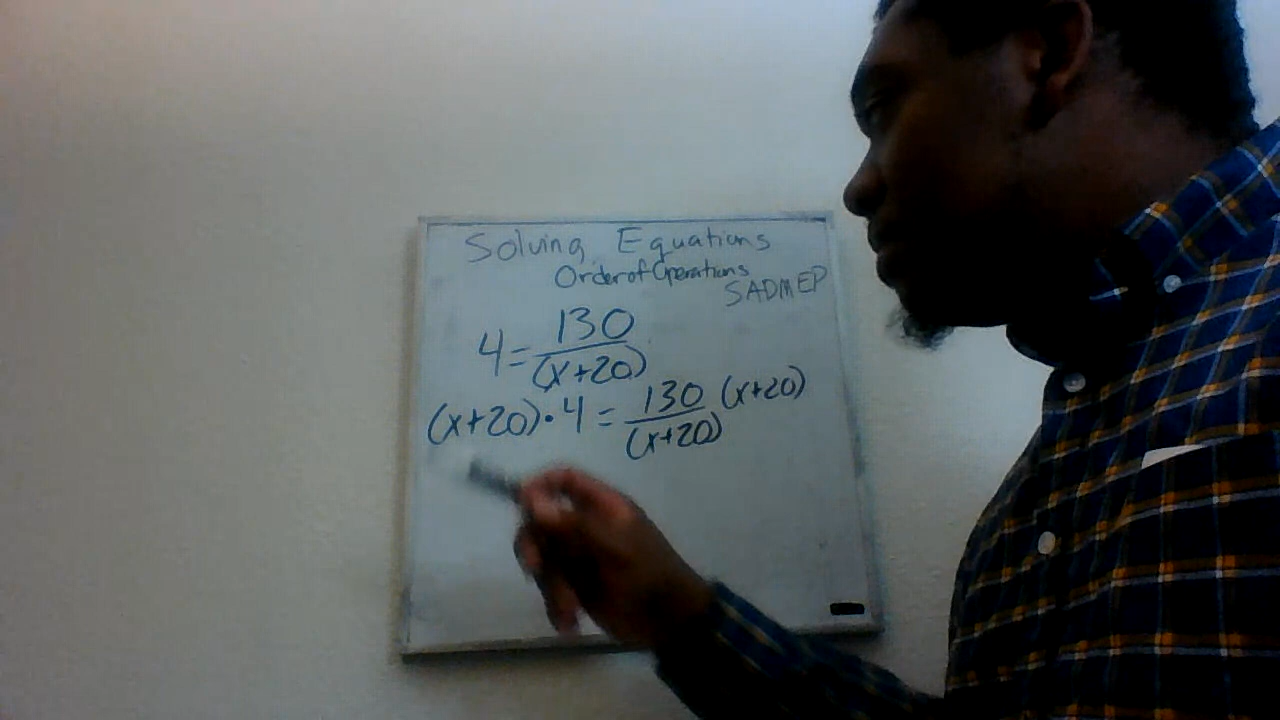 Solving Equations
Order of Operations
SADMEP
4 = 130/(x+20)
(x+20)·4 = 130/(x+20) (x+20)